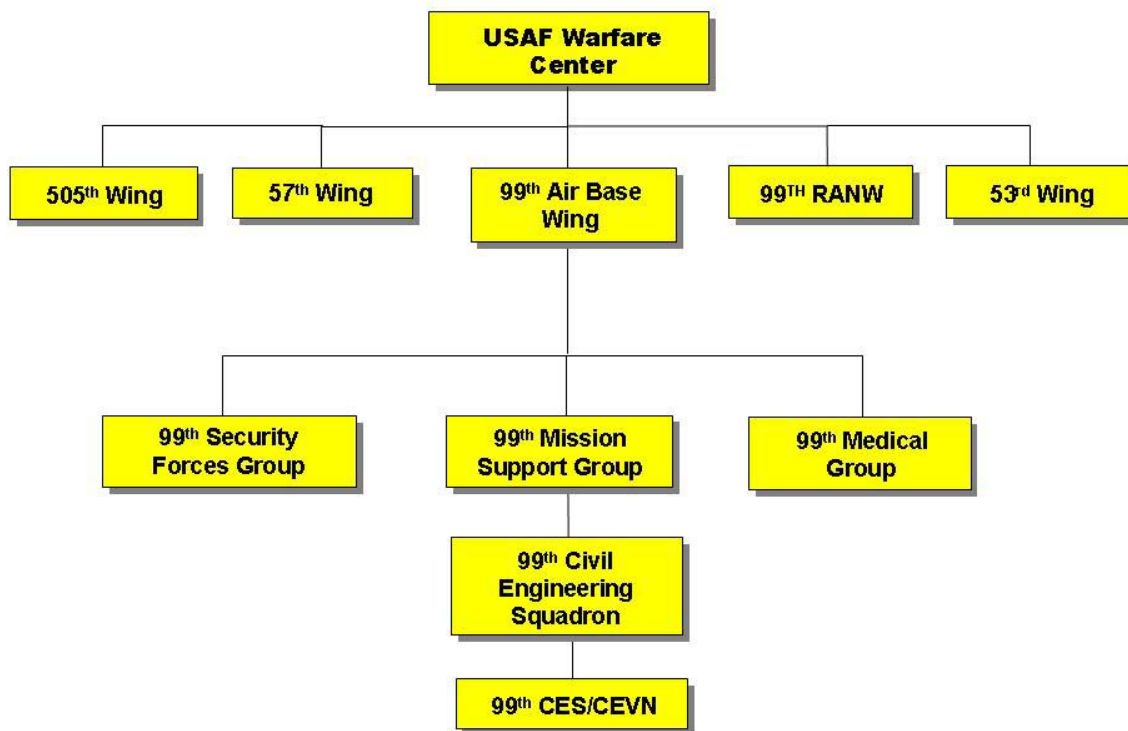 USAF Warfare
Center
505th Wing
57th Wing
99th Air Base
Wing
99TH RANW
53rd Wing
99th Security
Forces Group
99th Mission
Support Group
99th Medical
Group
99th Civil
Engineering
Squadron
99th CES/CEVN